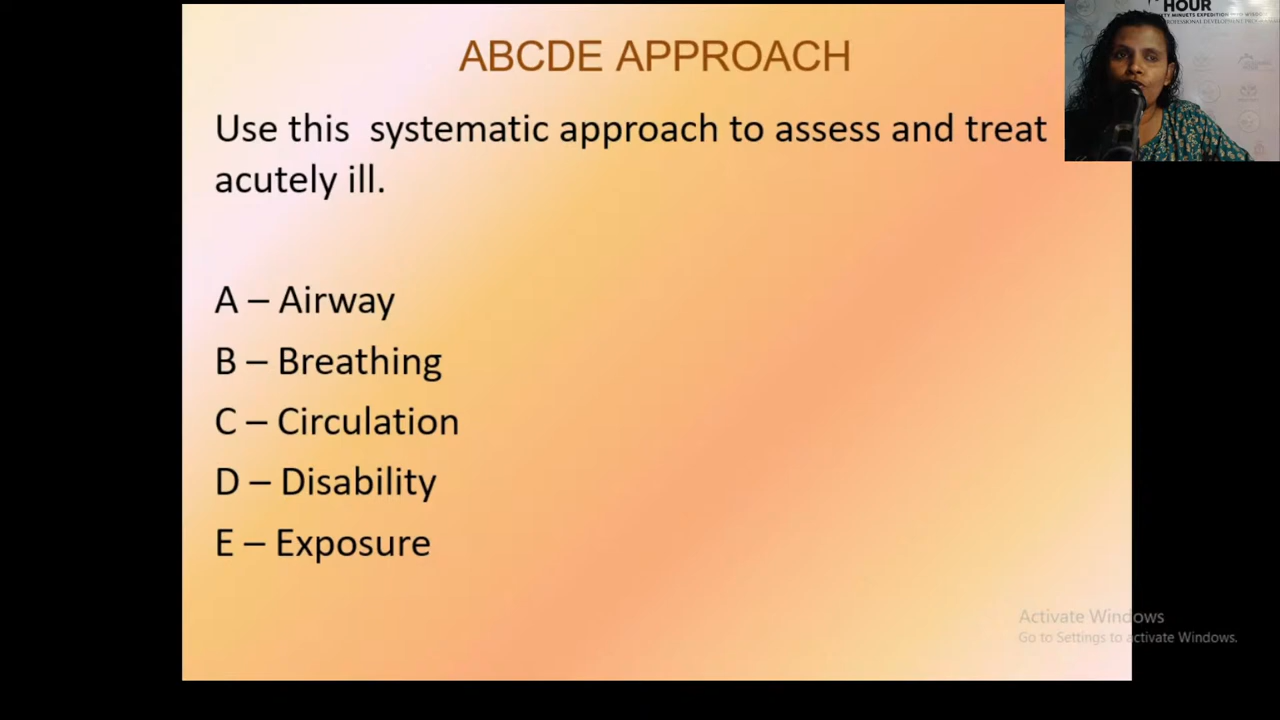 ABCDE APPROACH
Use this systematic approach to assess and treat
acutely ill.
A – Airway
B – Breathing
C – Circulation
D – Disability
E – Exposure
HOUR
Activate Windows
Go to Settings to activate Windows.